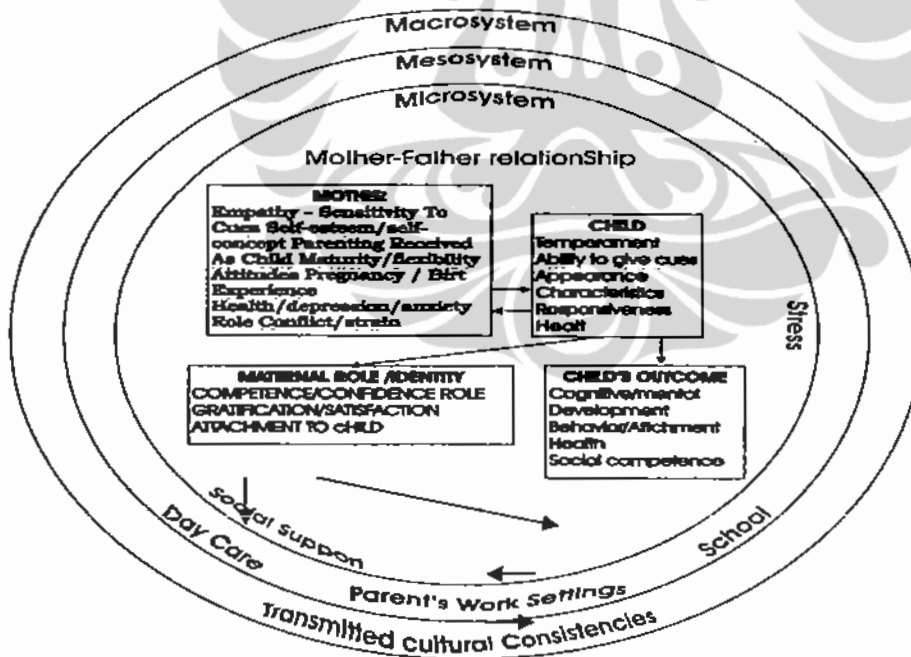 Macrosystem
Mesosystem
Microsystem
Molher-Father relationShip
MOTHER
Empathy - Sensitivity To
Cues Self-esteem/self-
concept Parenting Received
As Child Maturity/flexibility
Attitudes Pregnancy / Birt
Experience
Health/depression/anxiety
Role Conflict/strain
CHILD
Temperament
Ability to give cues
Appearance
Characteristics
Responsiveness
Healt
Stress
MATERNAL ROLE /IDENTITY
COMPETENCE/CONFIDENCE ROLE
GRATIFICATION/SATISFACTION
ATTACHMENT TO cHILD
CHILD'S OUTCOME
Cognitive/mental
Development
Behavior/Attchment
Health
Social competence
social Support
Day Care
School
Parent's Work Settings
Transmitted Cultural Consistencies